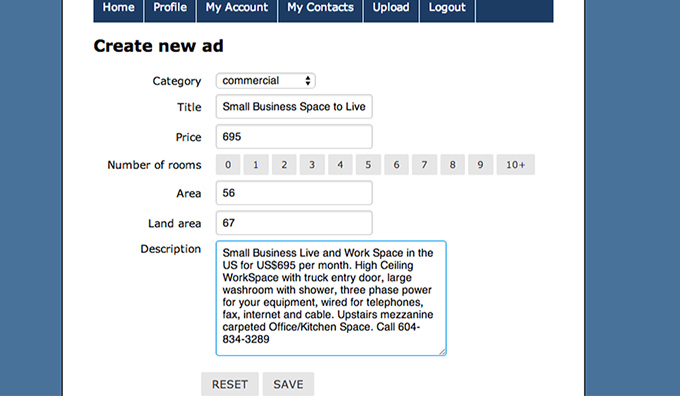 Home Profile My Account My Contacts Upload Logout
Create new ad
Category commercial
Title Small Business Space to Live
Price 695
Number of rooms 0 1 2 3 4 5 6 7 8 9 10+
Area 56
Land area 67
Description Small Business Live and Work Space in the
US for US$695 per month. High Ceiling
WorkSpace with truck entry door, large
washroom with shower, three phase power
for your equipment, wired for telephones,
fax, internet and cable. Upstairs mezzanine
carpeted Office/Kitchen Space. Call 604-
834-3289
RESET SAVE